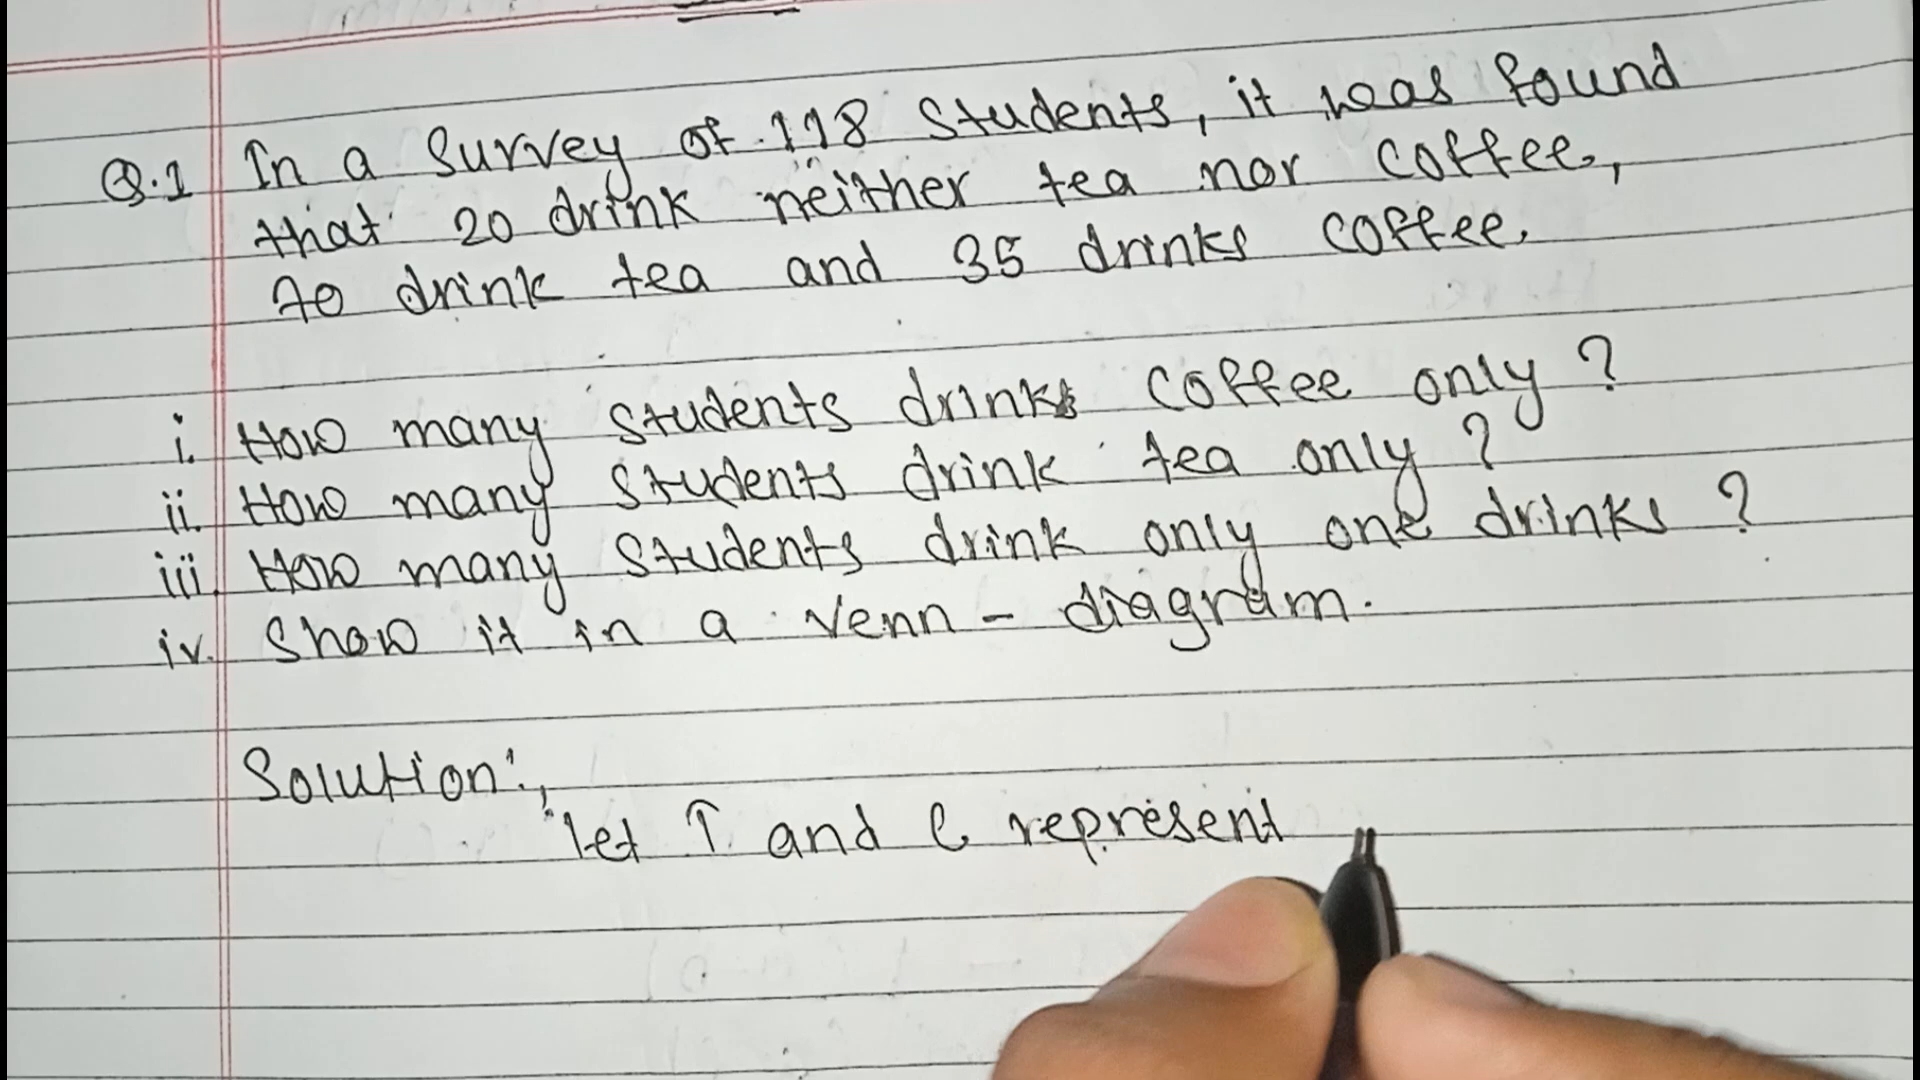 Q.1 In a survey of 118 students, it was found
that 20 drink neither tea nor coffee,
70 drink tea and 35 drinks coffee.
i. How many students drinks coffee only ?
ii. How many students drink tea only ?
iii. How many students drink only one drinks ?
iv. Show it in a venn - diagram.
Solution:,
let T and C represent